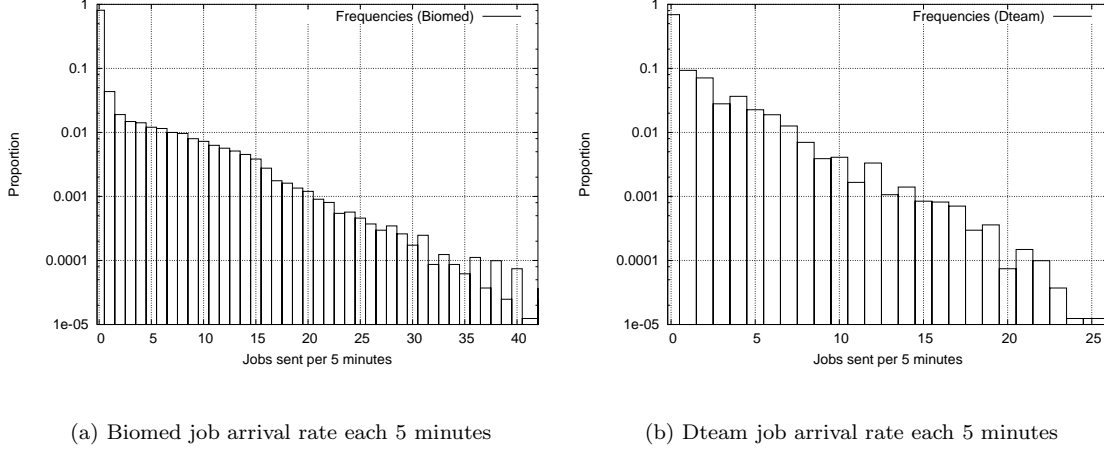 1
0.1
0.01
0.001
0.0001
1e-05
Proportion
Frequencies (Biomed)
0 5 10 15 20 25 30 35 40
Jobs sent per 5 minutes
(a) Biomed job arrival rate each 5 minutes
1
0.1
0.01
0.001
0.0001
1e-05
Proportion
Frequencies (Dteam)
0 5 10 15 20 25
Jobs sent per 5 minutes
(b) Dteam job arrival rate each 5 minutes